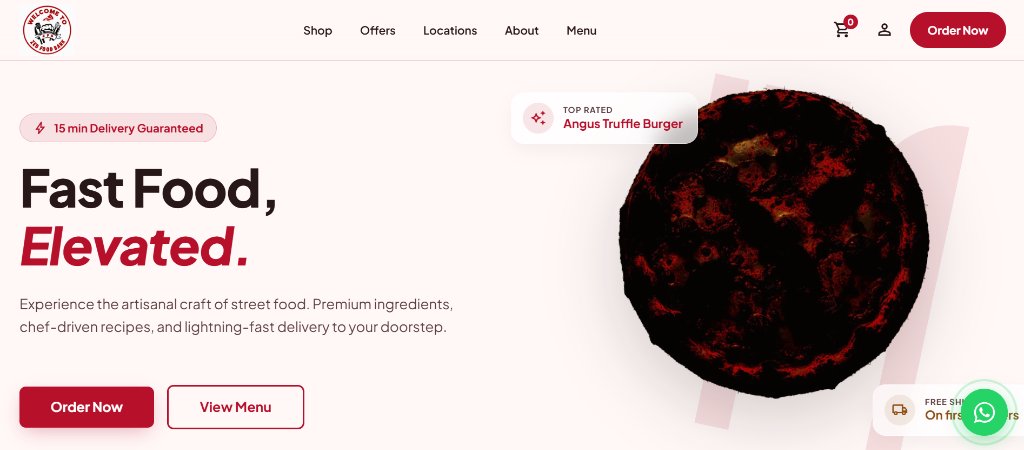 WELCOME TO
Shop
Offers
Locations
About
Menu
0
Order Now
15 min Delivery Guaranteed
TOP RATED
Angus Truffle Burger
Fast Food,
Elevated.
Experience the artisanal craft of street food. Premium ingredients,
chef-driven recipes, and lightning-fast delivery to your doorstep.
Order Now
View Menu
FREE
On